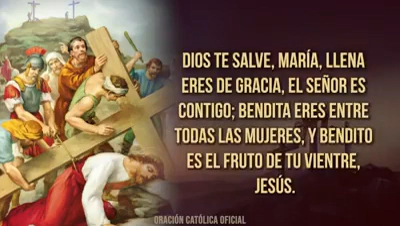 DIOS TE SALVE, MARÍA, LLENA
ERES DE GRACIA, EL SEÑOR ES
CONTIGO; BENDITA ERES ENTRE
TODAS LAS MUJERES, Y BENDITO
ES EL FRUTO DE TU VIENTRE,
JESÚS.
ORACIÓN CATÓLICA OFICIAL